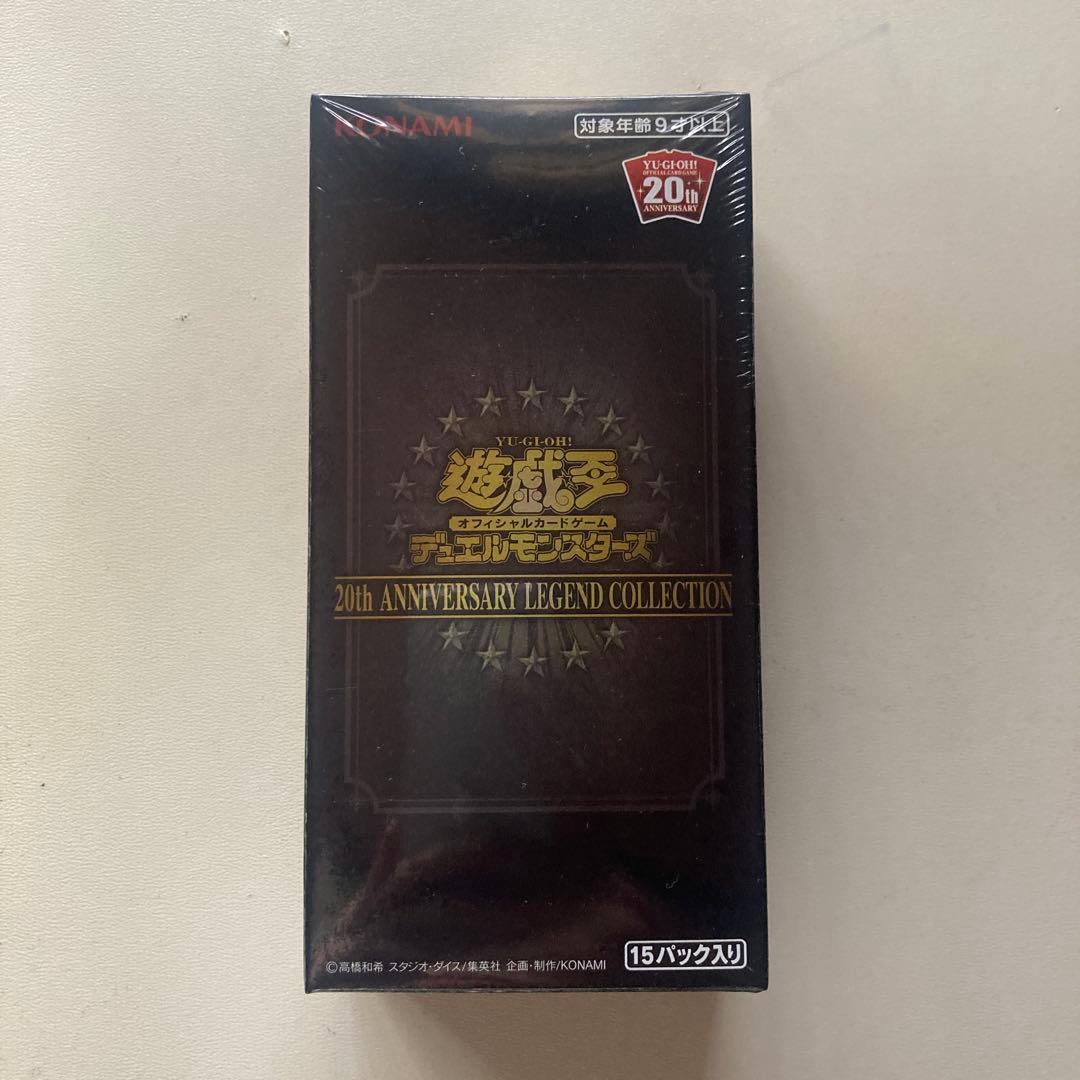 KONAMI
対象年齢9才以上
YU-GI-OH!
OFFICIAL CARD GAME
20th
ANNIVERSARY
YU-GI-OH!
遊戯王
オフィシャルカードゲーム
デュエルモンスターズ
20th ANNIVERSARY LEGEND COLLECTION
15パック入り
©高橋和希 スタジオ・ダイス/集英社 企画・制作/KONAMI